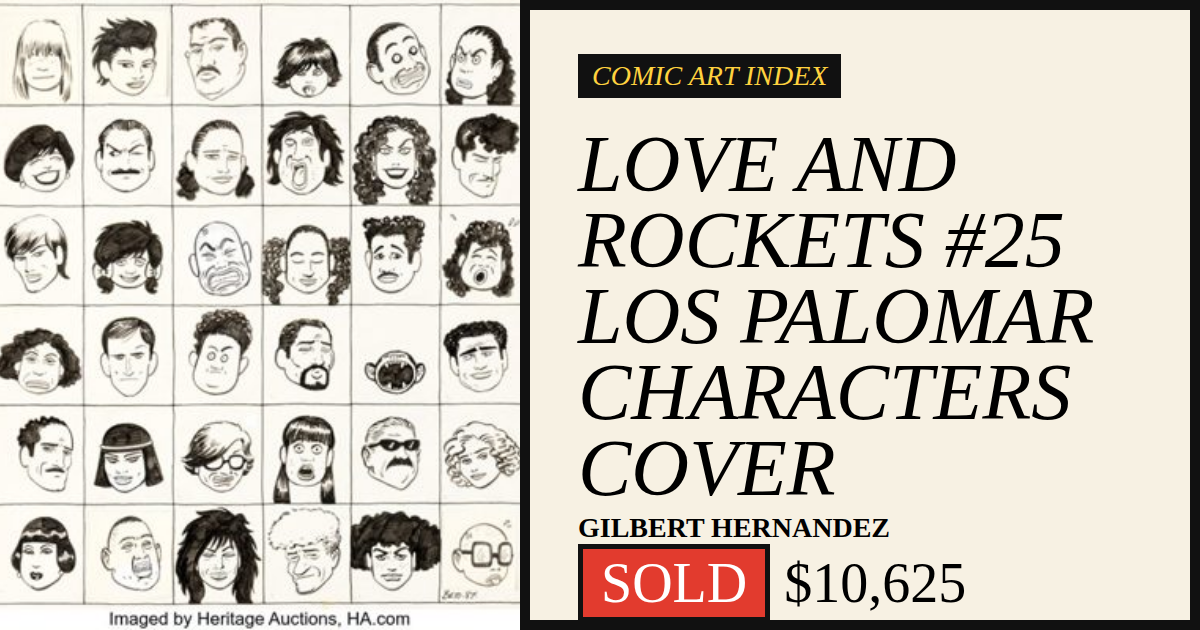 COMIC ART INDEX
LOVE AND
ROCKETS #25
LOS PALOMAR
CHARACTERS
COVER
GILBERT HERNANDEZ
SOLD $10,625
Imaged by Heritage Auctions, HA.com